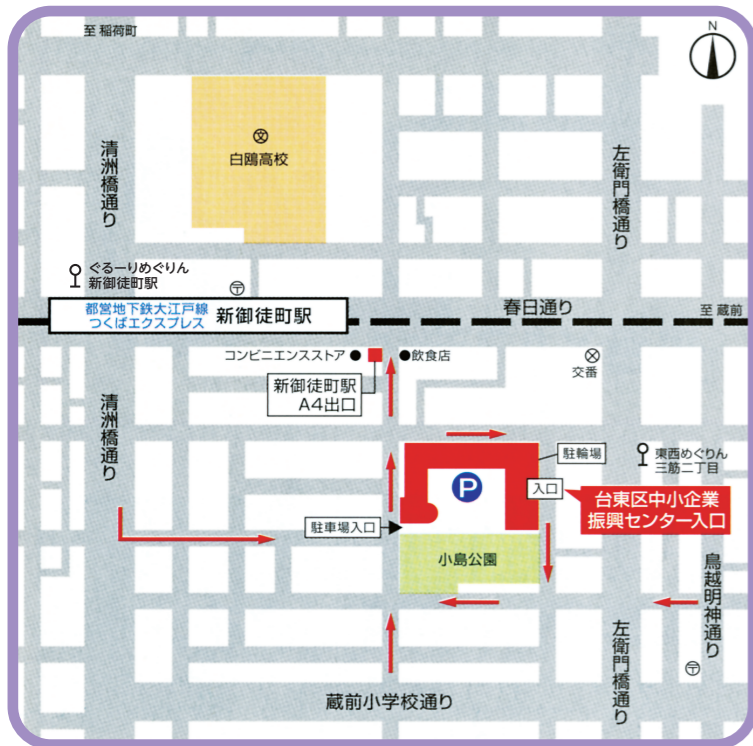 至 稲荷町
N
清洲橋通り
白鷗高校
左衛門橋通り
ぐるーりめぐりん
新御徒町駅
都営地下鉄大江戸線
つくばエクスプレス
新御徒町駅
春日通り
至 蔵前
コンビニエンスストア
飲食店
交番
新御徒町駅
A4出口
清洲橋通り
駐輪場
東西めぐりん
三筋二丁目
P
入口
台東区中小企業
振興センター入口
駐車場入口
小島公園
鳥越明神通り
左衛門橋通り
蔵前小学校通り